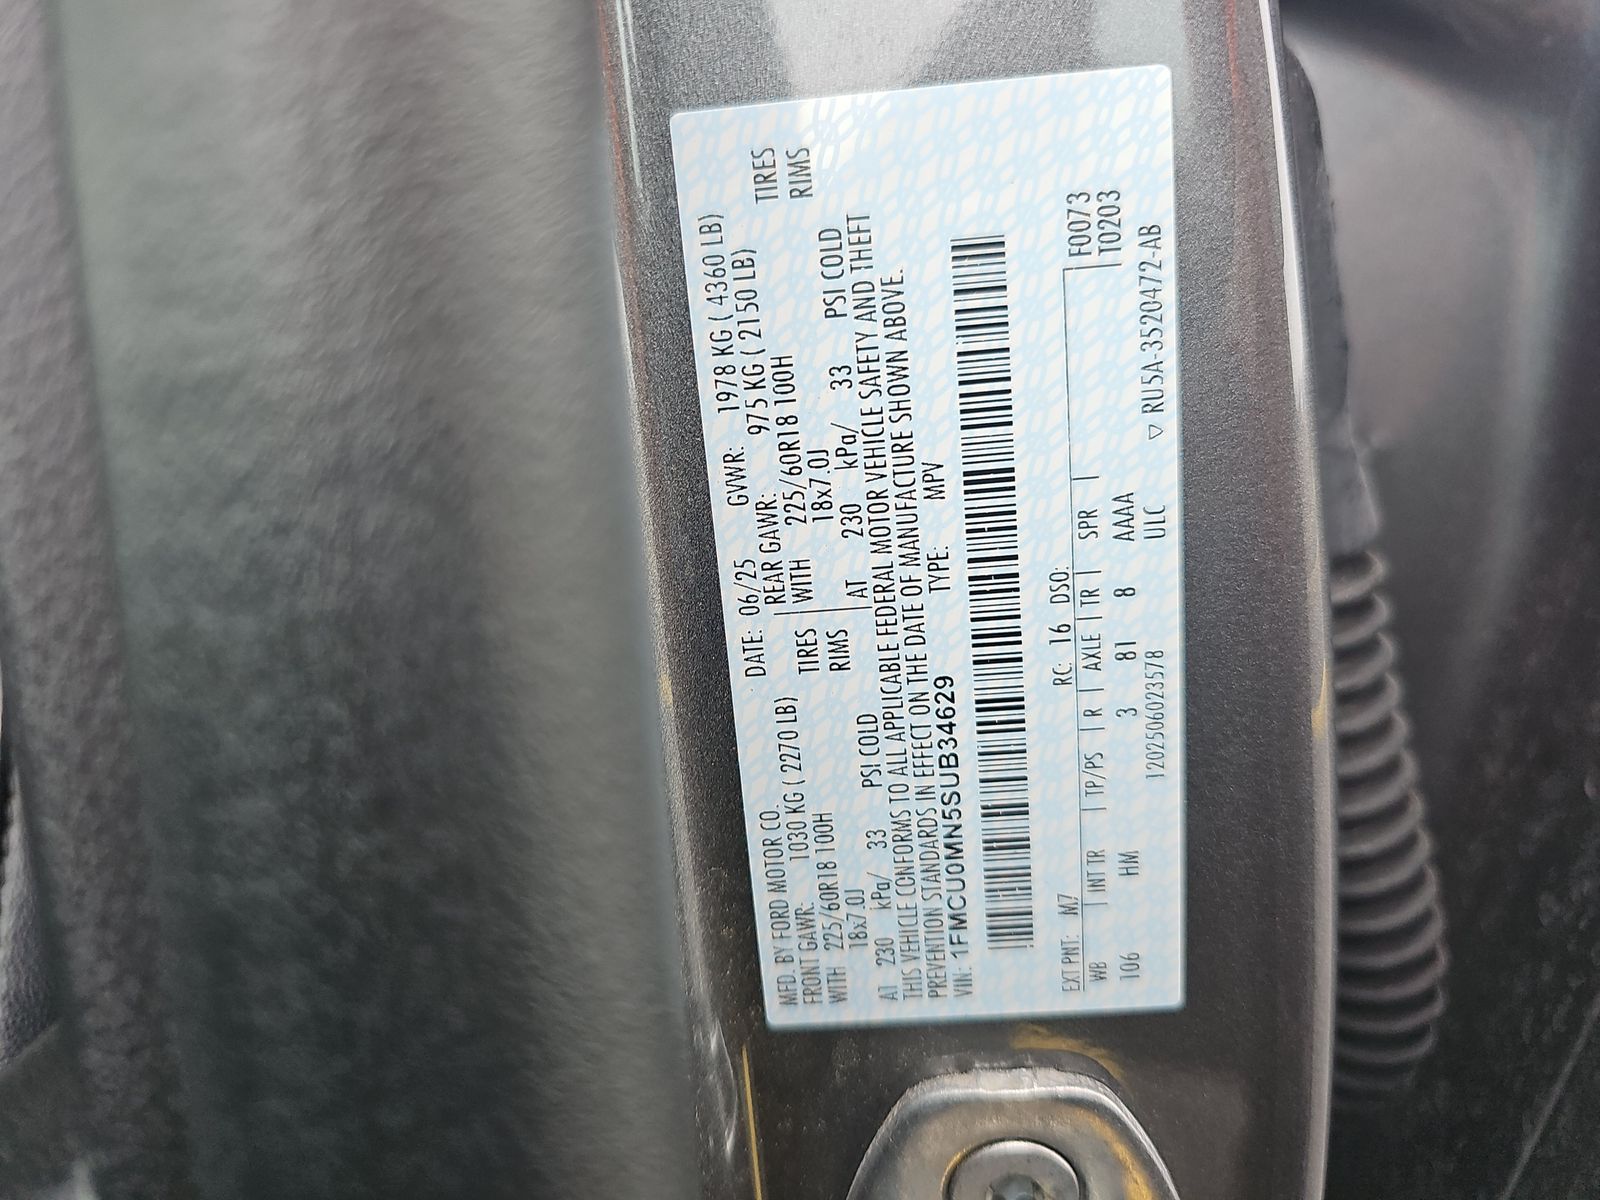 MFD. BY FORD MOTOR CO. DATE: 06/25 GVWR: 1978 KG ( 4360 LB)
FRONT GAWR: 1030 KG ( 2270 LB) REAR GAWR: 975 KG ( 2150 LB)
WITH 225/60R18 100H TIRES WITH 225/60R18 100H TIRES
18x7.0J RIMS 18x7.0J RIMS
AT 230 kPa/ 33 PSI COLD AT 230 kPa/ 33 PSI COLD
THIS VEHICLE CONFORMS TO ALL APPLICABLE FEDERAL MOTOR VEHICLE SAFETY AND THEFT
PREVENTION STANDARDS IN EFFECT ON THE DATE OF MANUFACTURE SHOWN ABOVE.
VIN: 1FMCU0MN5SUB34629 TYPE: MPV
EXT PNT: M7 RC: 16 DSO: F0073
WB INT TR TP/PS R AXLE TR SPR T0203
106 HM 3 81 8 AAAA
1202506023578 ULC ▽ RU5A-3520472-AB